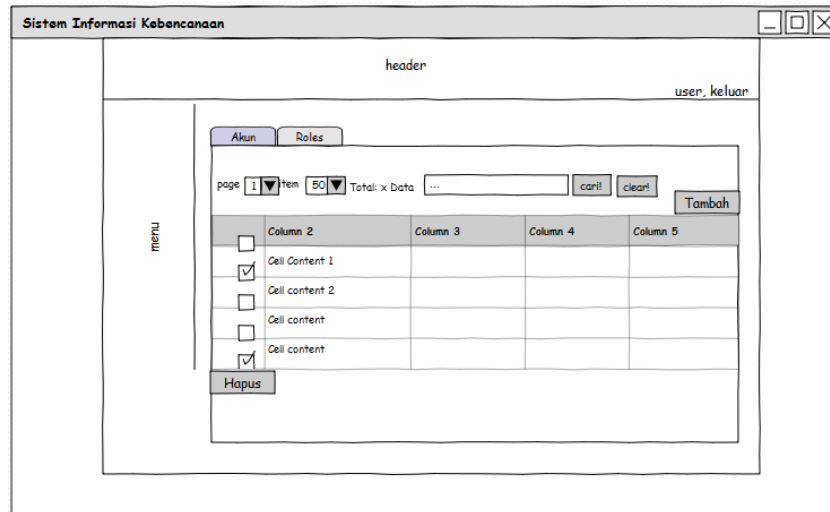 Sistem Informasi Kebencanaan
header
user, keluar
Akun Roles
page 1 item 50 Total: x Data ... cari! clear!
Tambah
menu
Column 2 Column 3 Column 4 Column 5
Cell Content 1
Cell content 2
Cell content
Cell content
Hapus